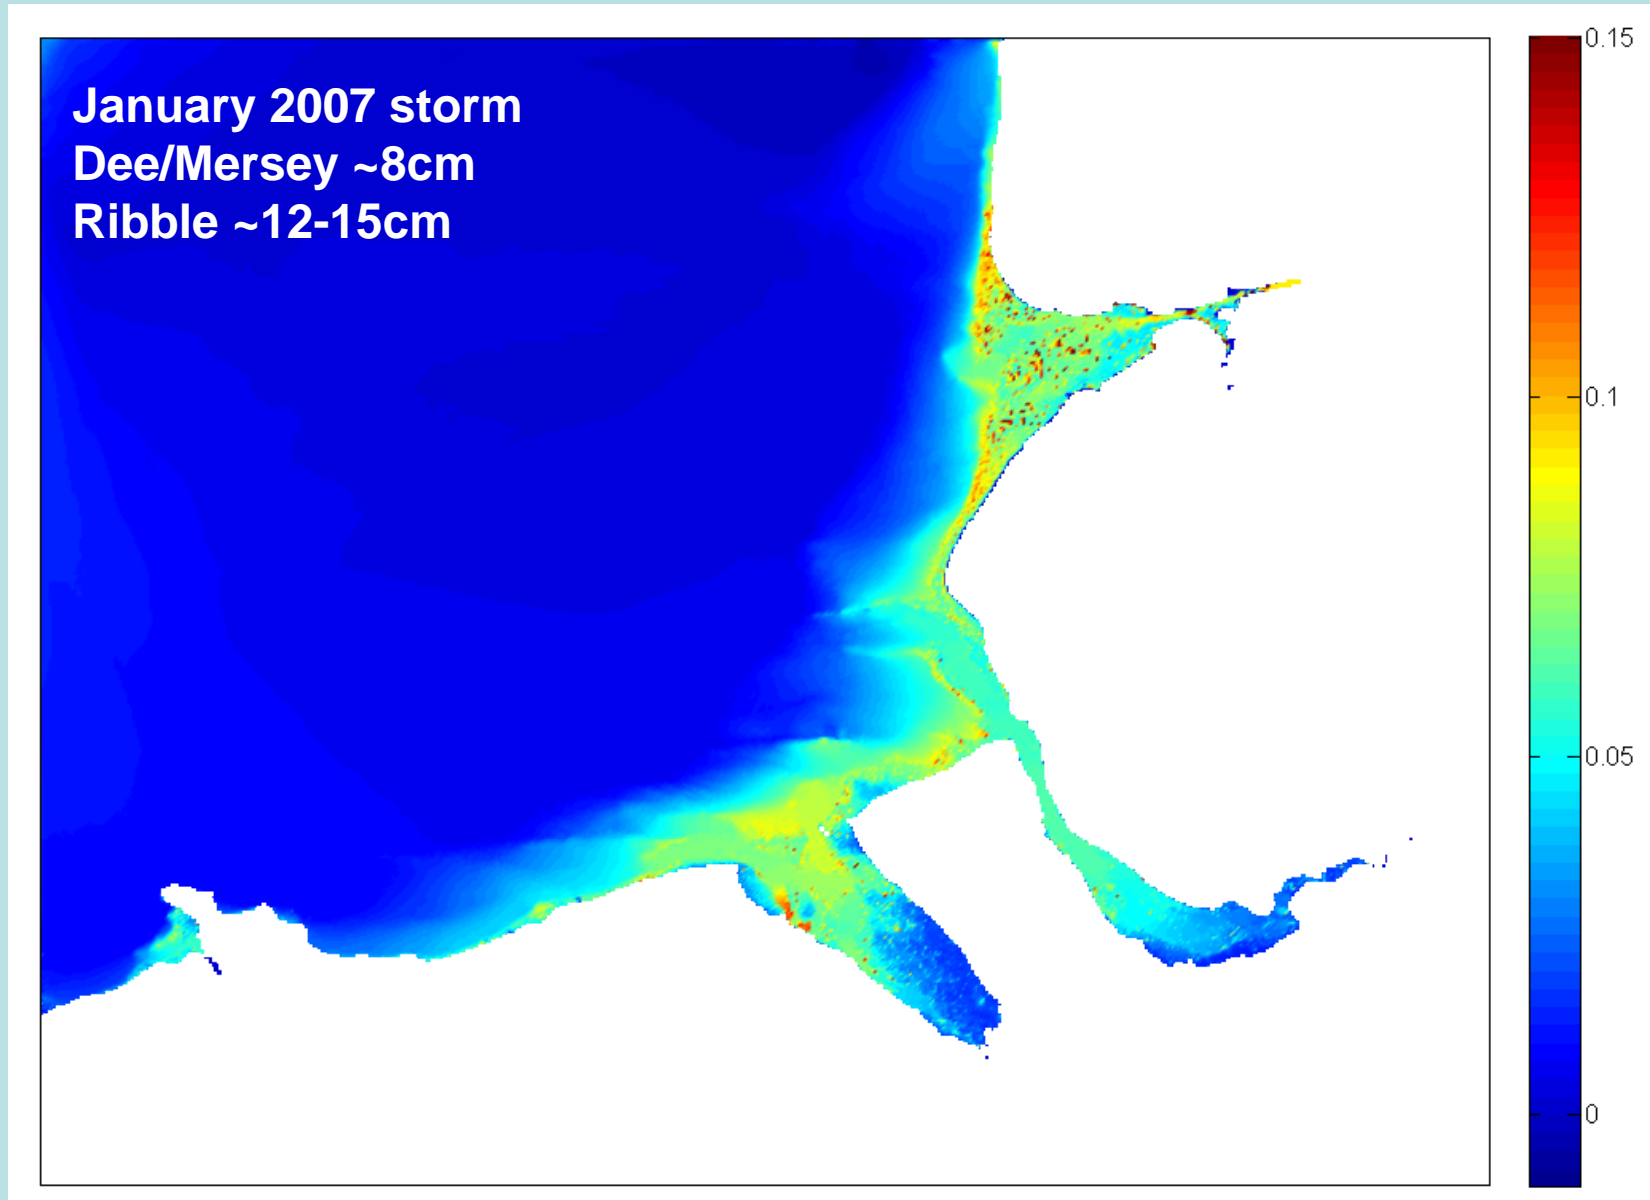 January 2007 storm
Dee/Mersey ~8cm
Ribble ~12-15cm
0.15
0.1
0.05
0